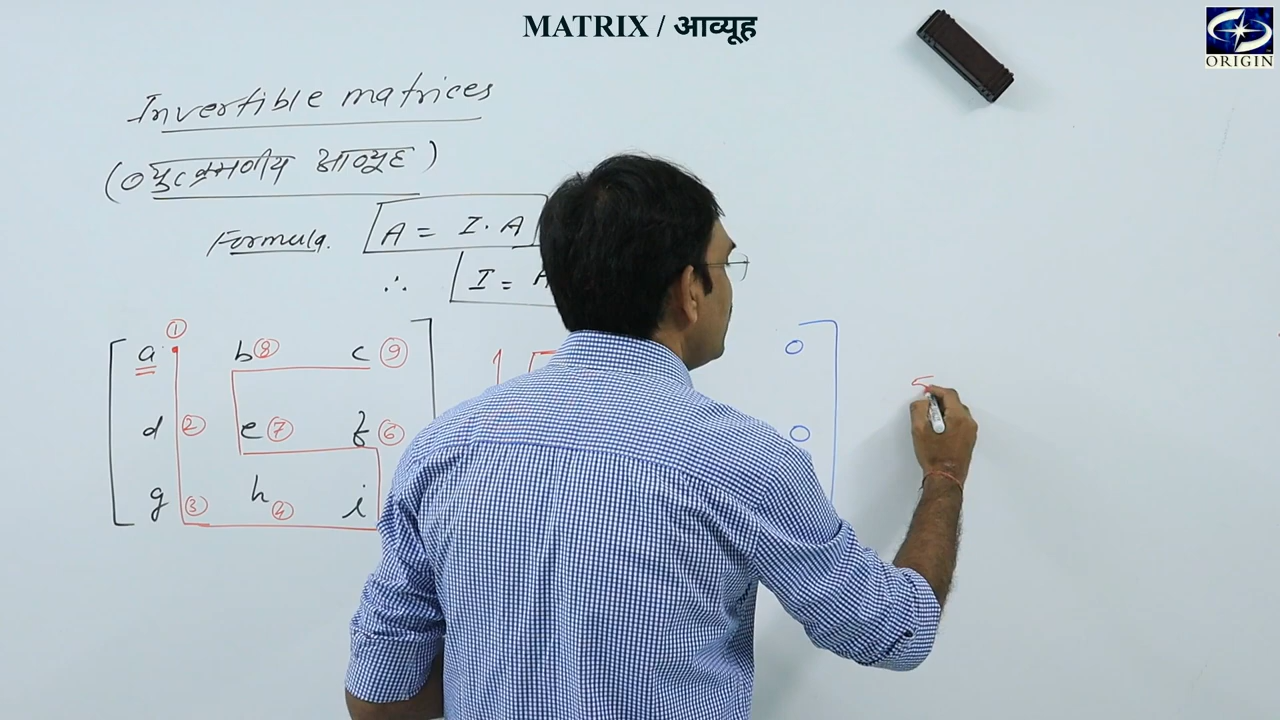 MATRIX / आव्यूह
ORIGIN
Invertible matrices
(व्युत्क्रमणीय आव्यूह)
Formula. A = I . A
∴ I =
a ① b ⑧ c ⑨
d ② e ⑦ f ⑥
g ③ h ④ i
1 0
0